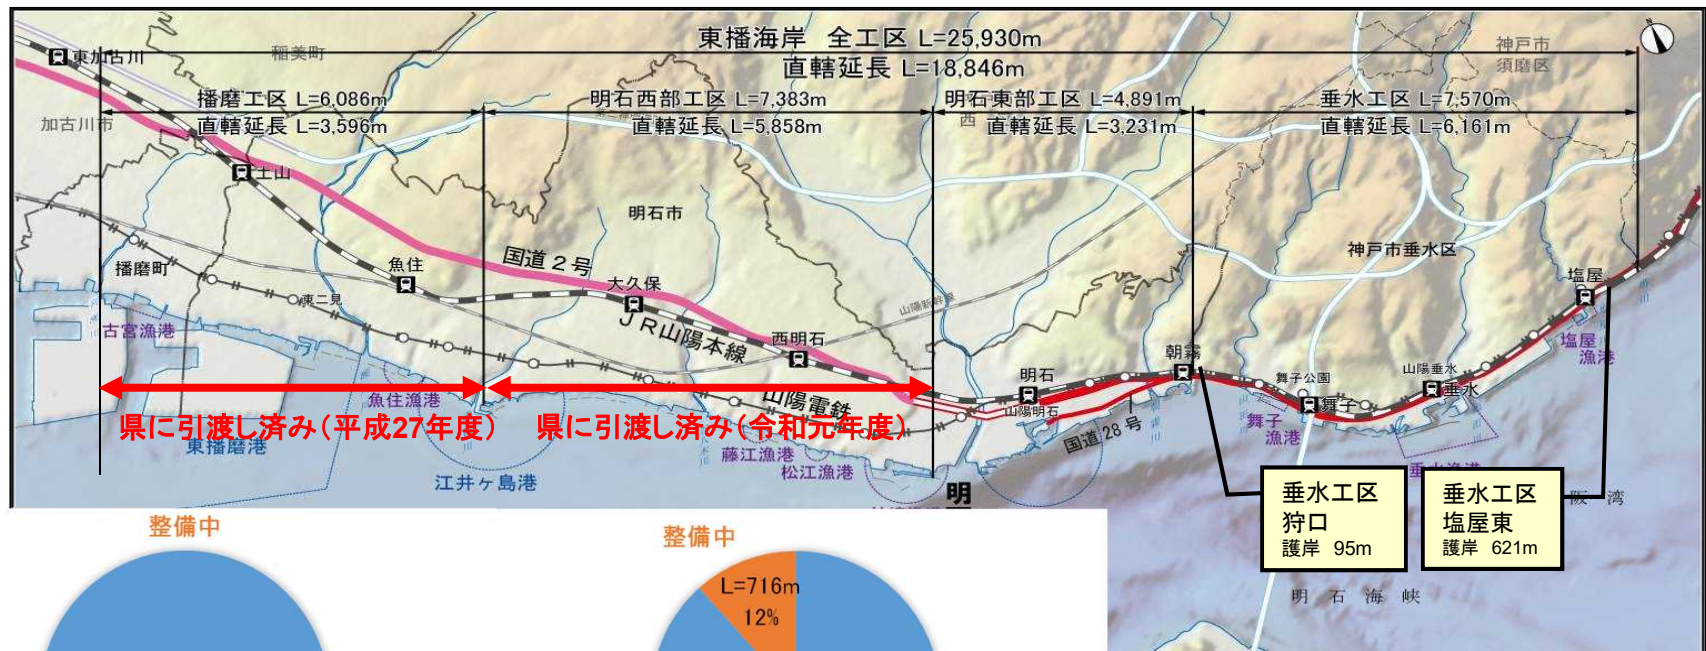 東播海岸 全工区 L=25,930m
直轄延長 L=18,846m
播磨工区 L=6,086m
直轄延長 L=3,596m
明石西部工区 L=7,383m
直轄延長 L=5,858m
明石東部工区 L=4,891m
直轄延長 L=3,231m
垂水工区 L=7,570m
直轄延長 L=6,161m
N
東加古川
稲美町
神戸市
須磨区
加古川市
西
土山
明石市
神戸市垂水区
播磨町
魚住
国道2号
大久保
塩屋
東二見
山陽新幹線
古宮漁港
JR山陽本線
西明石
朝霧
塩屋
漁港
明石
舞子公園
山陽垂水
垂水
魚住漁港
山陽電鉄
山陽明石
舞子
舞子
漁港
県に引渡し済み(平成27年度)
県に引渡し済み(令和元年度)
国道28号
東播磨港
藤江漁港
松江漁港
垂水漁港
江井ヶ島港
明
阪湾
垂水工区
狩口
護岸 95m
垂水工区
塩屋東
護岸 621m
明石海峡
整備中
整備中
L=716m
12%